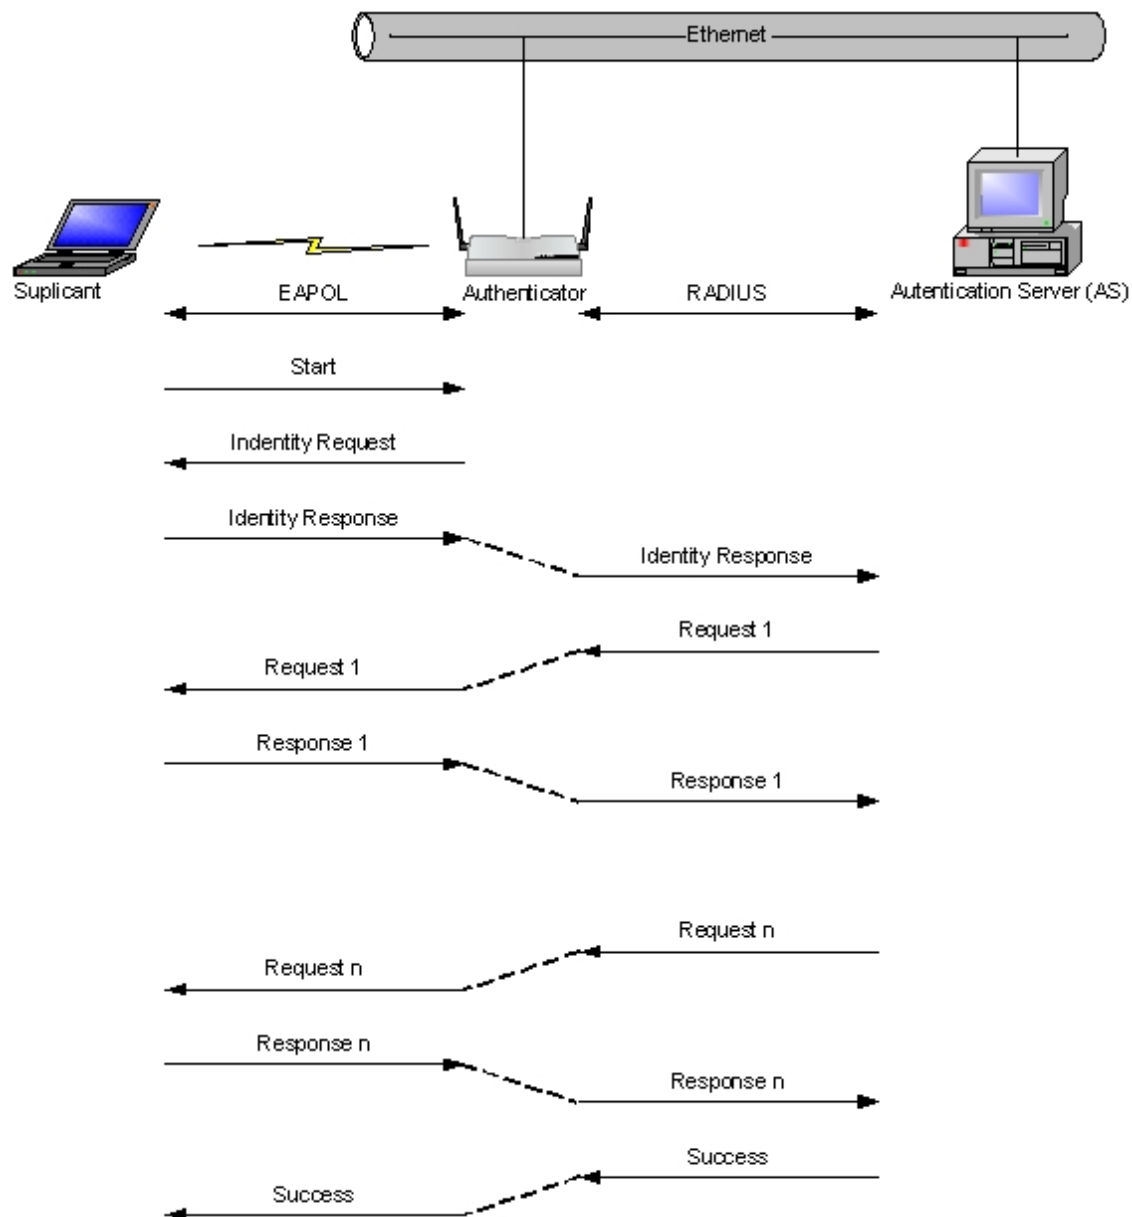 Ethernet
Suplicant
EAPOL
Authenticator
RADIUS
Autentication Server (AS)
Start
Indentity Request
Identity Response
Identity Response
Request 1
Request 1
Response 1
Response 1
Request n
Request n
Response n
Response n
Success
Success